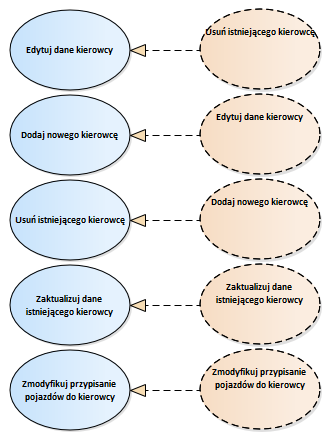 Edytuj dane kierowcy
Usuń istniejącego kierowcę
Dodaj nowego kierowcę
Edytuj dane kierowcy
Usuń istniejącego kierowcę
Dodaj nowego kierowcę
Zaktualizuj dane
istniejącego kierowcy
Zaktualizuj dane
istniejącego kierowcy
Zmodyfikuj przypisanie
pojazdów do kierowcy
Zmodyfikuj przypisanie
pojazdów do kierowcy